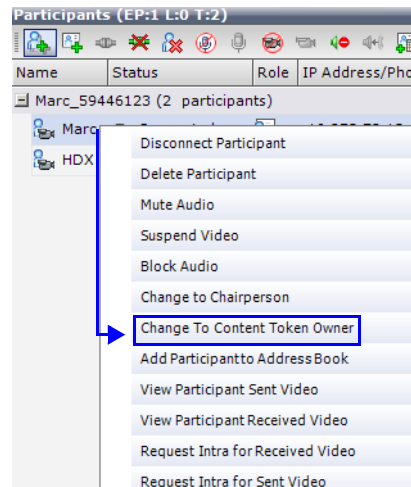 Participants (EP:1 L:0 T:2)
Name Status Role IP Address/Pho
Marc_59446123 (2 participants)
Marc
HDX
Disconnect Participant
Delete Participant
Mute Audio
Suspend Video
Block Audio
Change to Chairperson
Change To Content Token Owner
Add Participantto Address Book
View Participant Sent Video
View Participant Received Video
Request Intra for Received Video
Request Intra for Sent Video